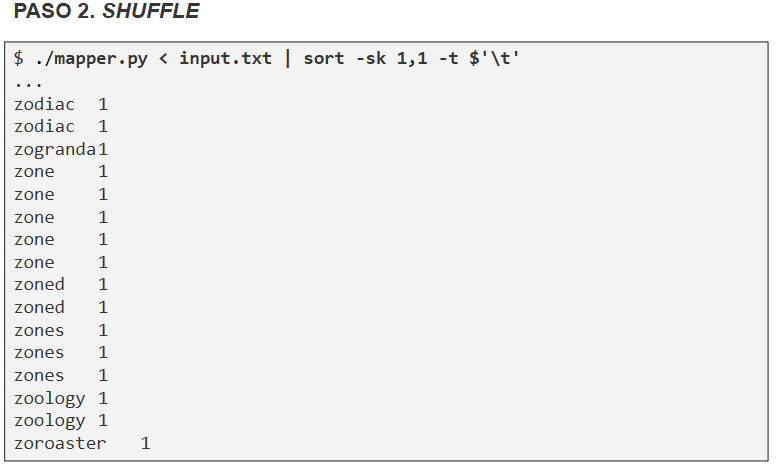 PASO 2. SHUFFLE
$ ./mapper.py < input.txt | sort -sk 1,1 -t $'\t'
...
zodiac  1
zodiac  1
zogranda 1
zone    1
zone    1
zone    1
zone    1
zone    1
zoned   1
zoned   1
zones   1
zones   1
zones   1
zoology 1
zoology 1
zoroaster   1